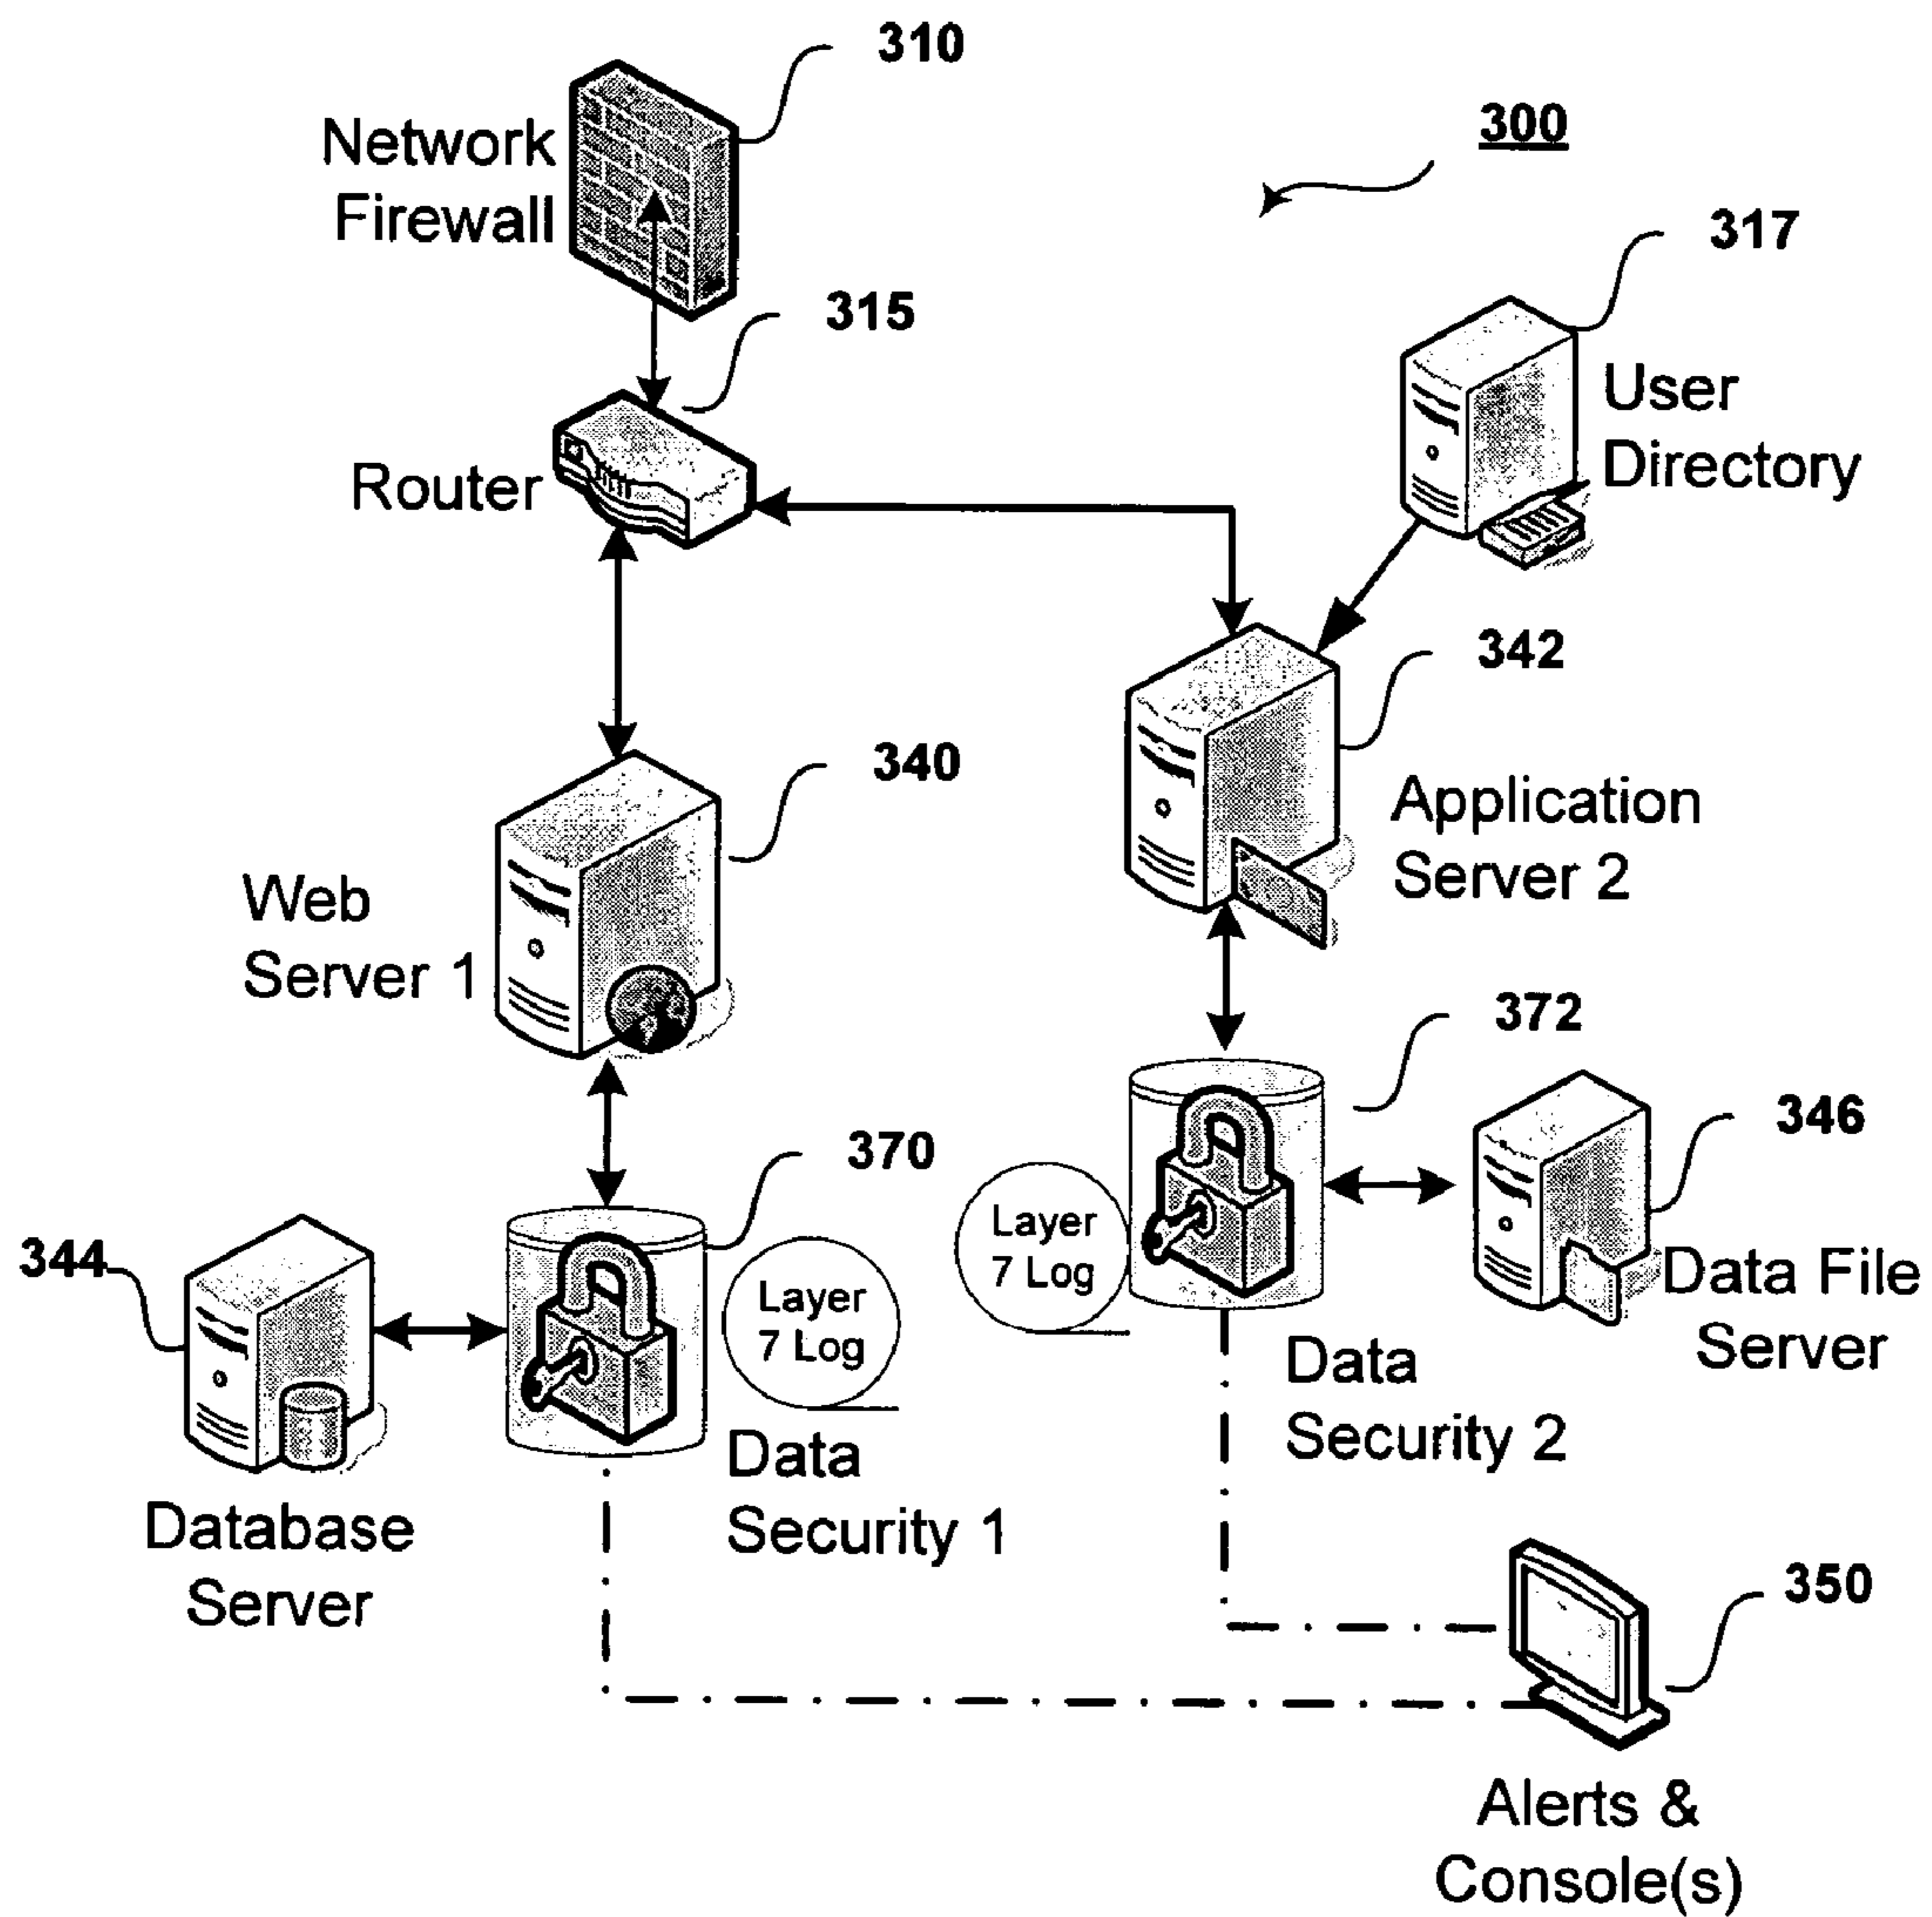 310
Network
Firewall
300
317
315
User
Directory
Router
342
340
Application
Server 2
Web
Server 1
372
346
370
Layer
7 Log
344
Layer
7 Log
Data File
Server
Data
Security 2
Data
Security 1
Database
Server
350
Alerts &
Console(s)